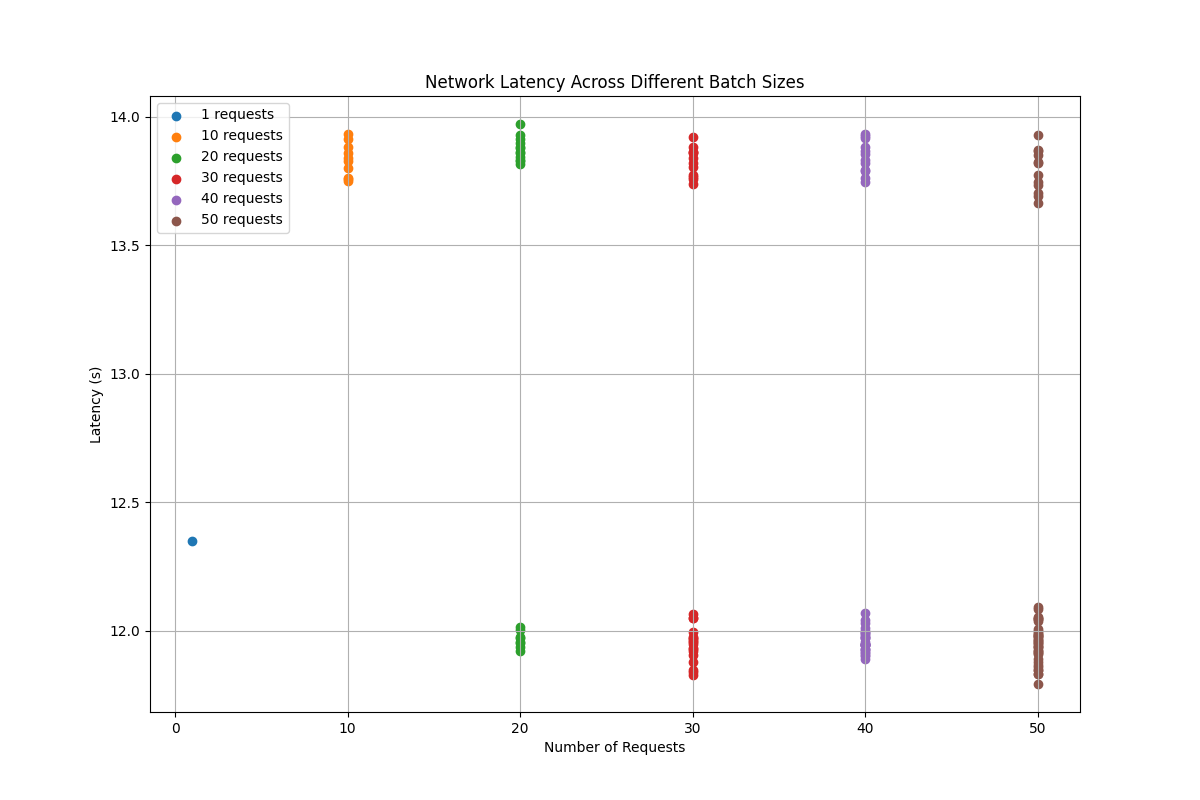 Network Latency Across Different Batch Sizes
1 requests
10 requests
20 requests
30 requests
40 requests
50 requests
14.0
13.5
13.0
12.5
12.0
Latency (s)
0 10 20 30 40 50
Number of Requests